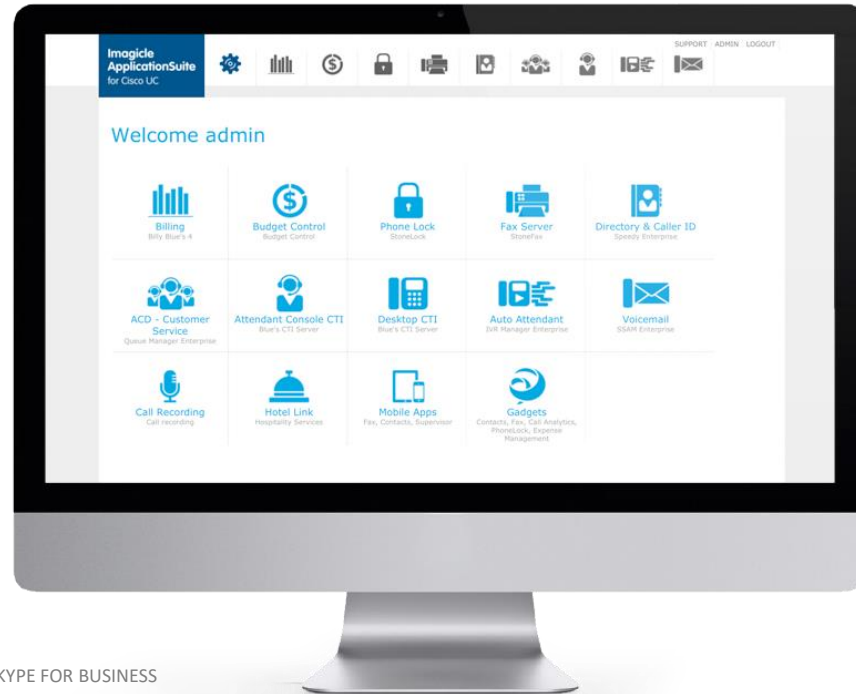 SUPPORT ADMIN LOGOUT
Imagicle
ApplicationSuite
for Cisco UC
Welcome admin
Billing
Billy Blue's 4
Budget Control
Budget Control
Phone Lock
StoneLock
Fax Server
StoneFax
Directory & Caller ID
Speedy Enterprise
ACD - Customer
Service
Queue Manager Enterprise
Attendant Console CTI
Blue's CTI Server
Desktop CTI
Blue's CTI Server
Auto Attendant
IVR Manager Enterprise
Voicemail
SSAM Enterprise
Call Recording
Call recording
Hotel Link
Hospitality Services
Mobile Apps
Fax, Contacts, Supervisor
Gadgets
Contacts, Fax, Call Analytics,
PhoneLock, Expense
Management
KYPE FOR BUSINESS